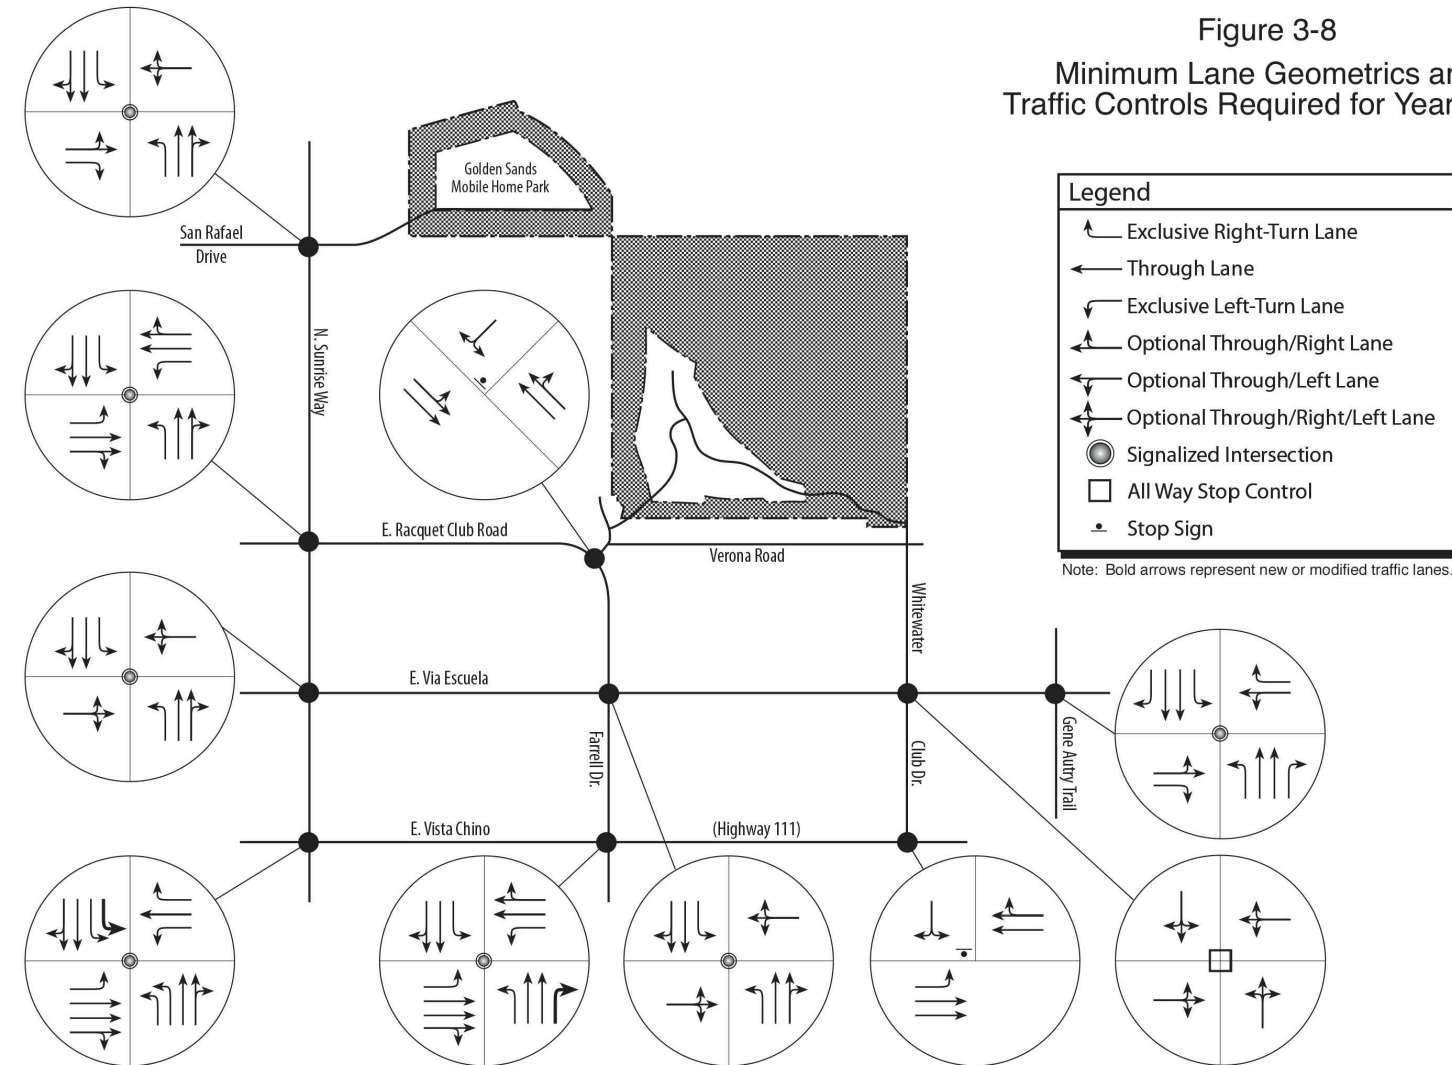 Figure 3-8
Minimum Lane Geometrics
Traffic Controls Required for Year
Golden Sands
Mobile Home Park
Legend
Exclusive Right-Turn Lane
Through Lane
Exclusive Left-Turn Lane
Optional Through/Right Lane
Optional Through/Left Lane
Optional Through/Right/Left Lane
Signalized Intersection
All Way Stop Control
Stop Sign
Note: Bold arrows represent new or modified traffic lanes.
San Rafael
Drive
N. Sunrise Way
E. Racquet Club Road
Verona Road
Whitewater
E. Via Escuela
Farrell Dr.
Club Dr.
Gene Autry Trail
E. Vista Chino
(Highway 111)